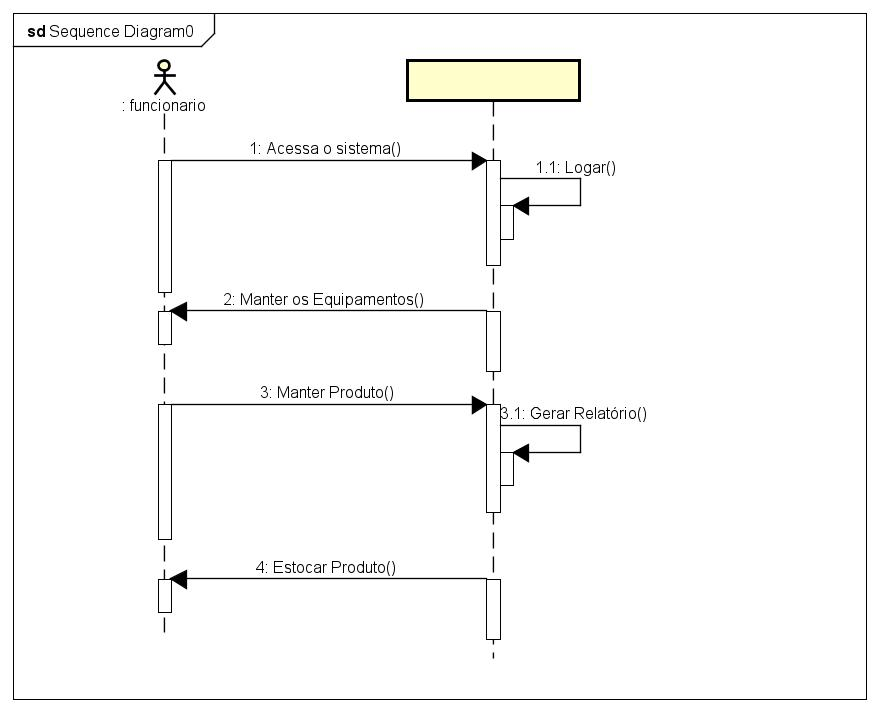 sd Sequence Diagram0
: funcionario
1: Acessa o sistema()
1.1: Logar()
2: Manter os Equipamentos()
3: Manter Produto()
3.1: Gerar Relatório()
4: Estocar Produto()